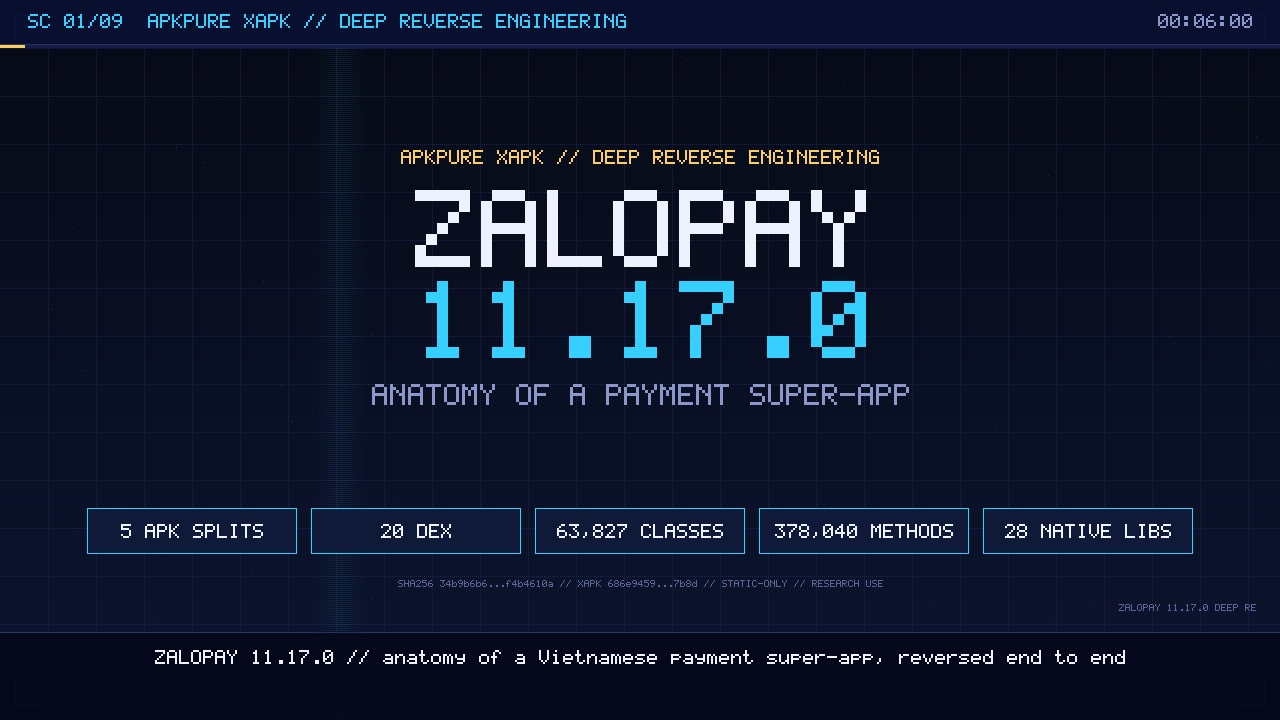 SC 01/09 APKPURE XAPK // DEEP REVERSE ENGINEERING
00:06:00
APKPURE XAPK // DEEP REVERSE ENGINEERING
ZALOPAY
11.17.0
ANATOMY OF A PAYMENT SUPER-APP
5 APK SPLITS
20 DEX
63,827 CLASSES
378,040 METHODS
28 NATIVE LIBS
SHA256 34b9b6b6...f4b4610a // XAPK 686e9459...7b8d // STATIC-ONLY // RESEARCH USE
ZALOPAY 11.17.0 DEEP RE
ZALOPAY 11.17.0 // anatomy of a Vietnamese payment super-app, reversed end to end